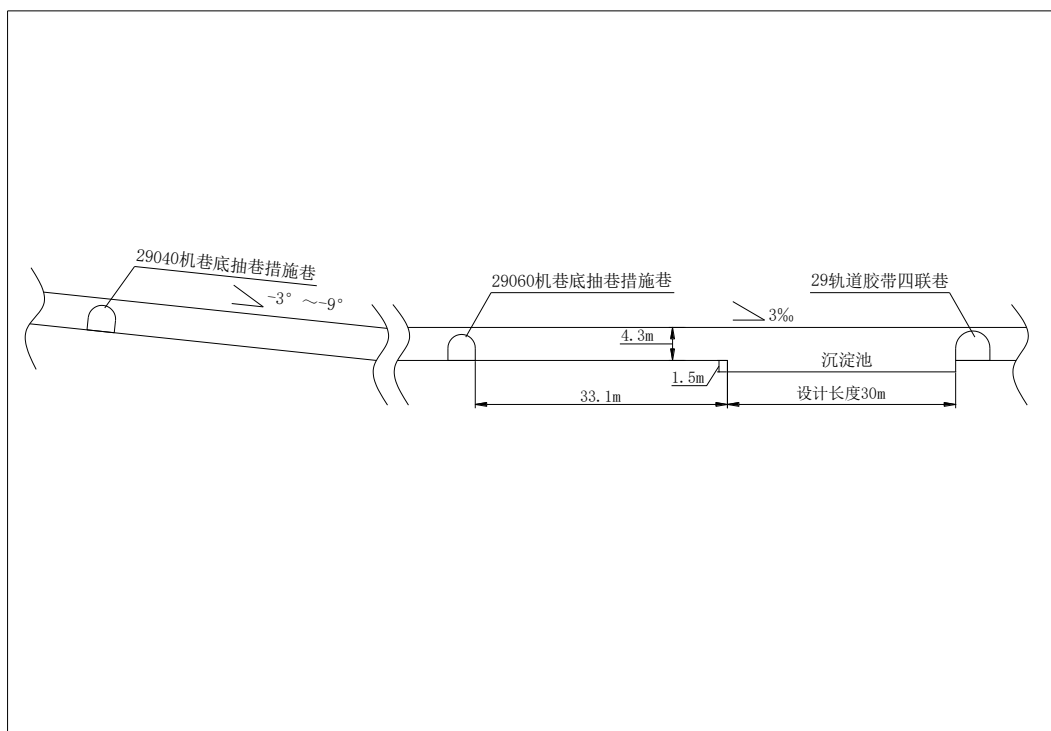 29040机巷底抽巷措施巷
-3° ～-9°
29060机巷底抽巷措施巷
29轨道胶带四联巷
3‰
4.3m
沉淀池
1.5m
33.1m
设计长度30m